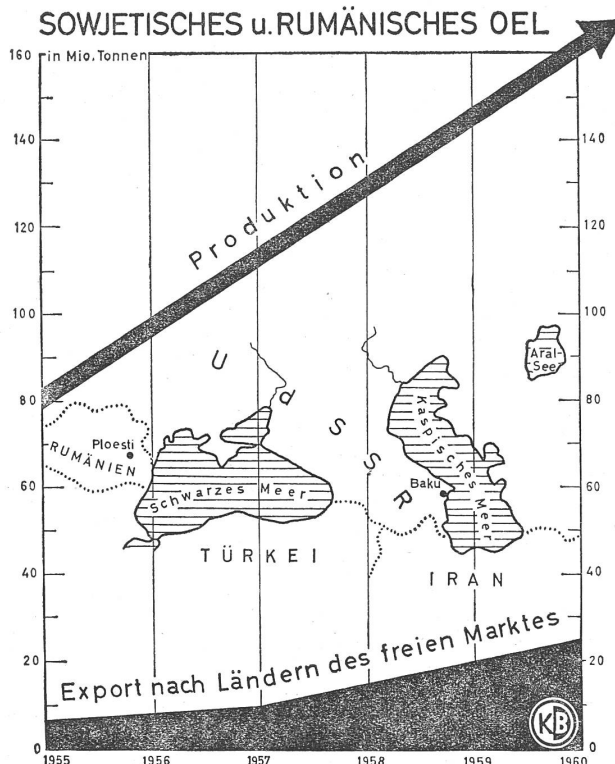 SOWJETISCHES u. RUMÄNISCHES OEL
160 in Mio. Tonnen
140 140
120 120
100 100
80 80
60 60
40 40
20 20
0 0
Produktion
UdSSR
Aral-
See
Ploesti
RUMÄNIEN
Schwarzes Meer
Kaspisches Meer
Baku
TÜRKEI
IRAN
Export nach Ländern des freien Marktes
KB
1955 1956 1957 1958 1959 1960